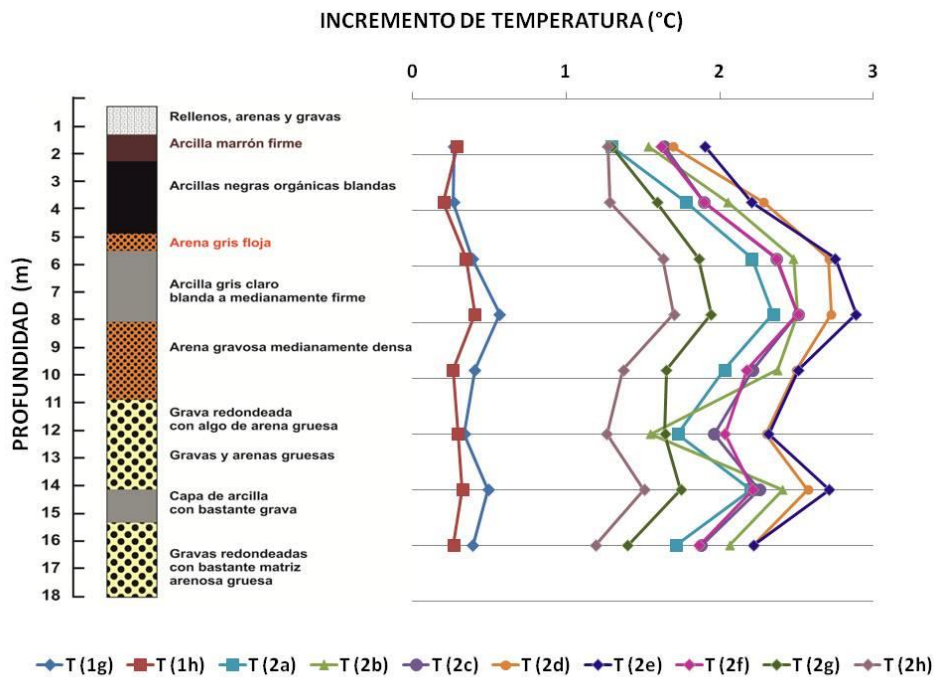 INCREMENTO DE TEMPERATURA (°C)
0 1 2 3
PROFUNDIDAD (m)
1
2
3
4
5
6
7
8
9
10
11
12
13
14
15
16
17
18
Rellenos, arenas y gravas
Arcilla marrón firme
Arcillas negras orgánicas blandas
Arena gris floja
Arcilla gris claro
blanda a medianamente firme
Arena gravosa medianamente densa
Grava redondeada
con algo de arena gruesa
Gravas y arenas gruesas
Capa de arcilla
con bastante grava
Gravas redondeadas
con bastante matriz
arenosa gruesa
T (1g) T (1h) T (2a) T (2b) T (2c) T (2d) T (2e) T (2f) T (2g) T (2h)